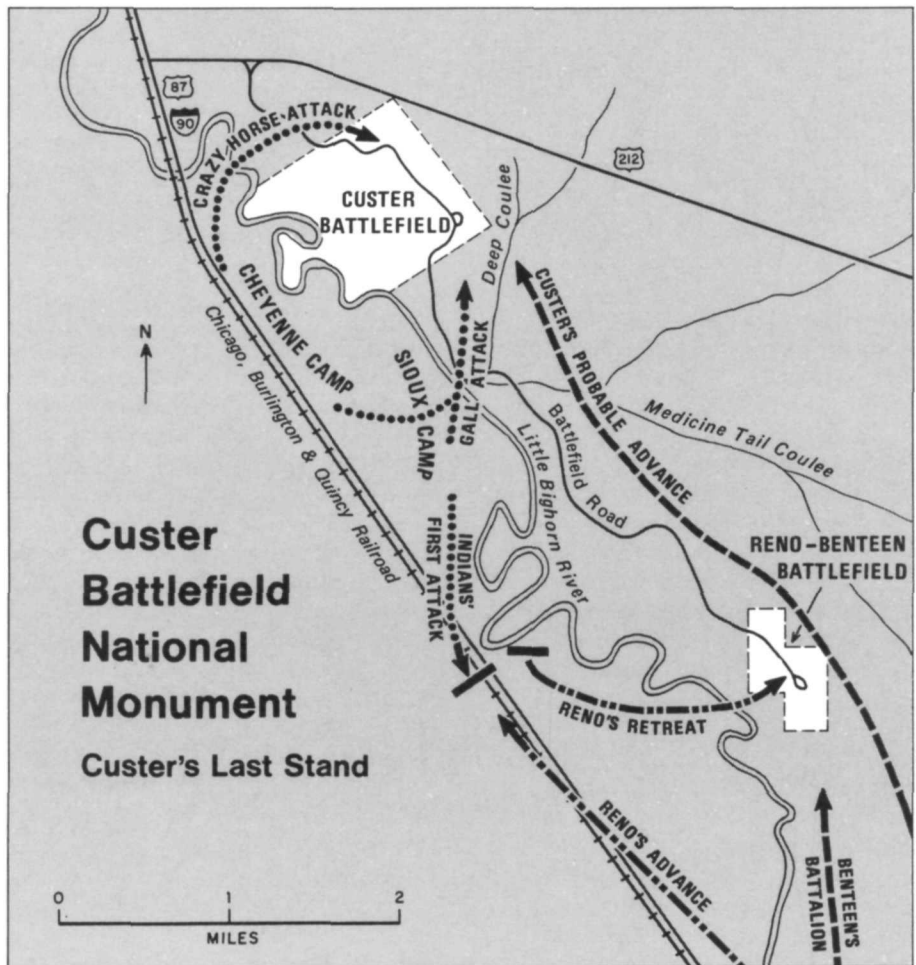 87
90
CRAZY HORSE ATTACK
212
CUSTER
BATTLEFIELD
Deep Coulee
N
CHEYENNE CAMP
SIOUX CAMP
GALL ATTACK
CUSTER'S PROBABLE ADVANCE
Chicago, Burlington & Quincy Railroad
Medicine Tail Coulee
Battlefield Road
Little Bighorn River
INDIANS'
FIRST ATTACK
RENO-BENTEEN
BATTLEFIELD
Custer
Battlefield
National
Monument
Custer's Last Stand
RENO'S RETREAT
RENO'S ADVANCE
BENTEEN'S
BATTALION
0 1 2
MILES